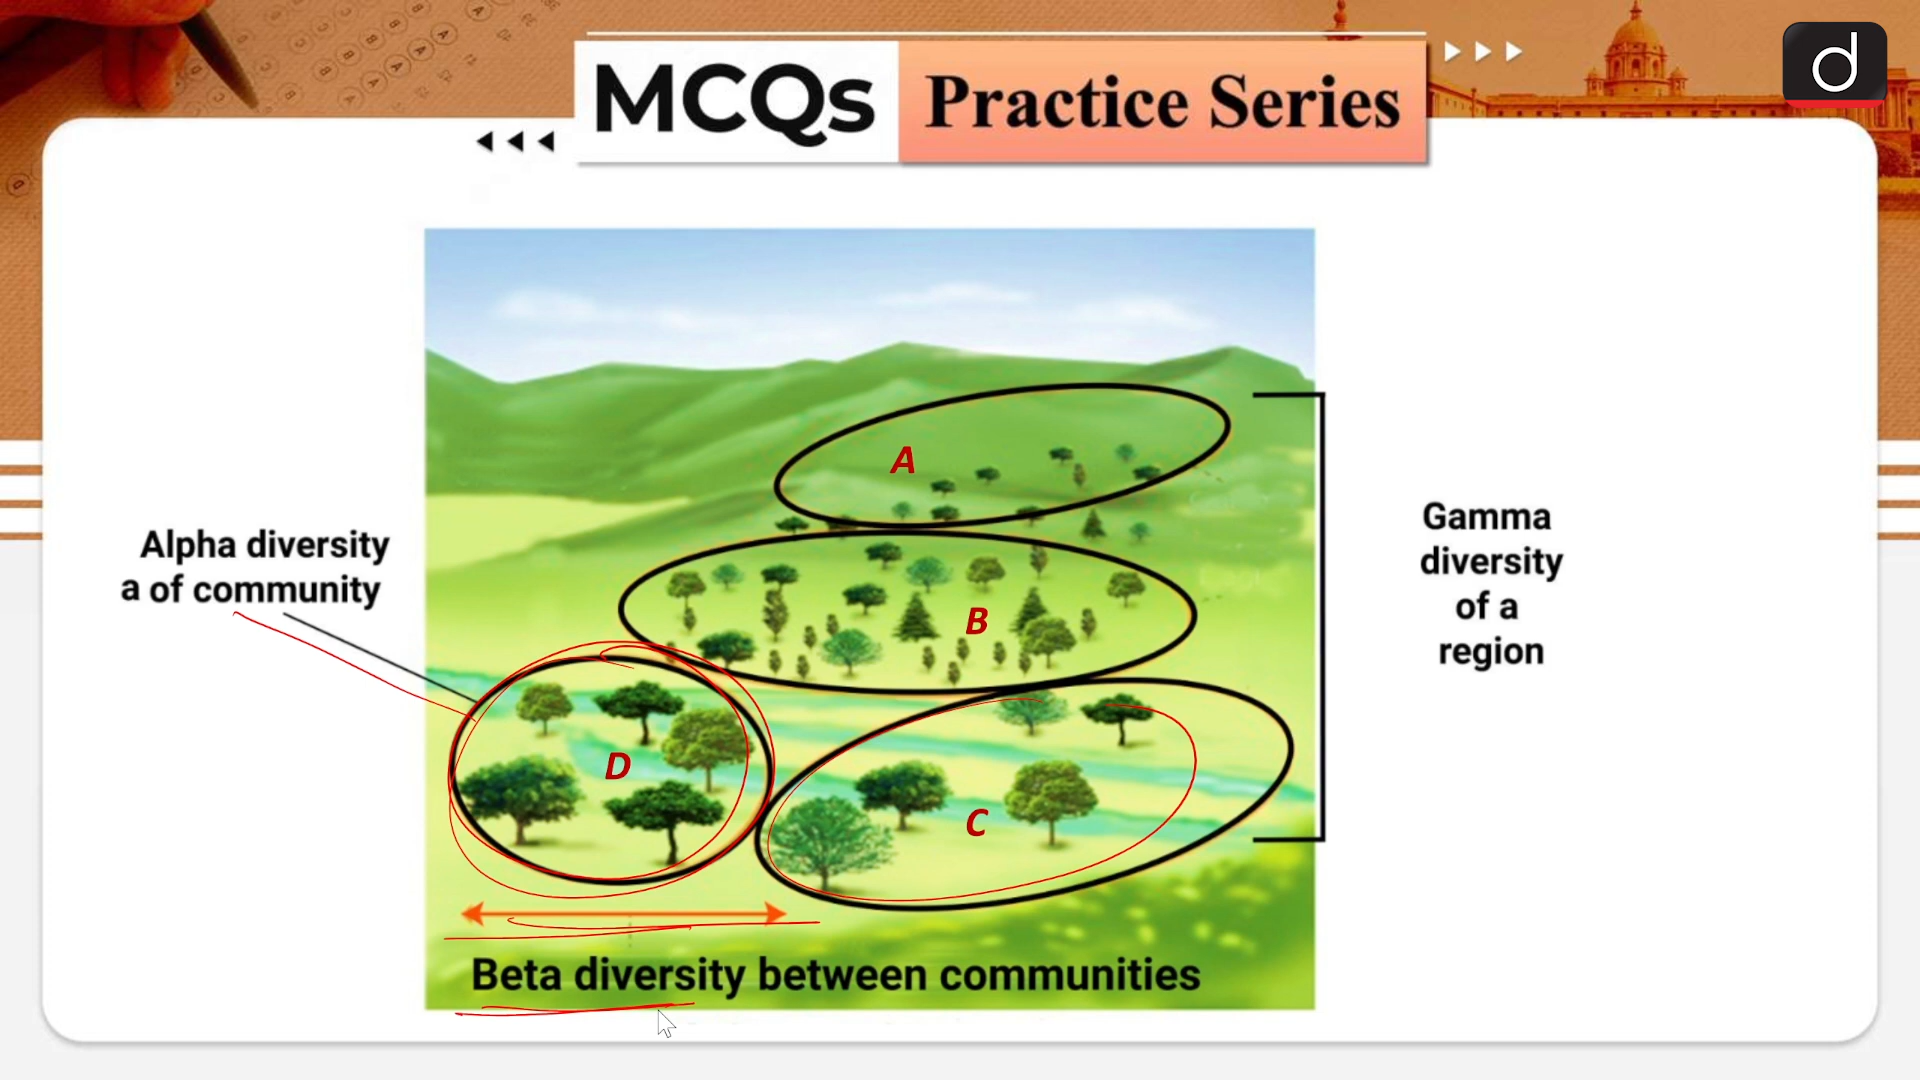 MCQs Practice Series
d
A
Alpha diversity
a of community
Gamma
diversity
of a
region
B
D
C
Beta diversity between communities